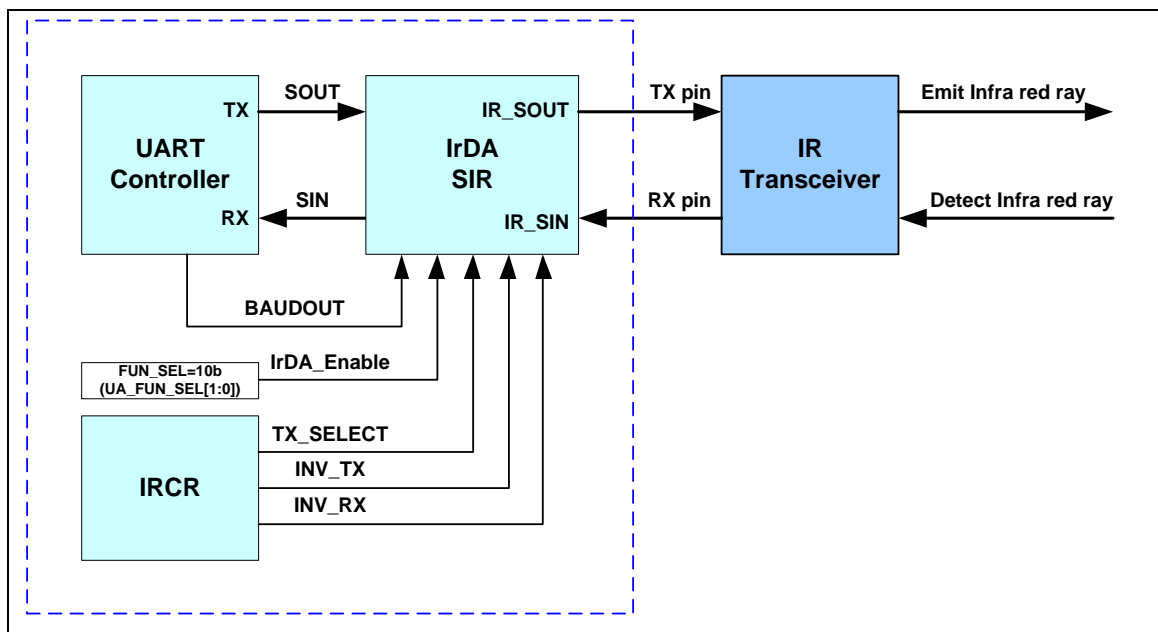 SOUT
TX
UART
Controller
SIN
RX
IR_SOUT
IrDA
SIR
IR_SIN
TX pin
RX pin
IR
Transceiver
Emit Infra red ray
Detect Infra red ray
BAUDOUT
FUN_SEL=10b
(UA_FUN_SEL[1:0])
IrDA_Enable
IRCR
TX_SELECT
INV_TX
INV_RX